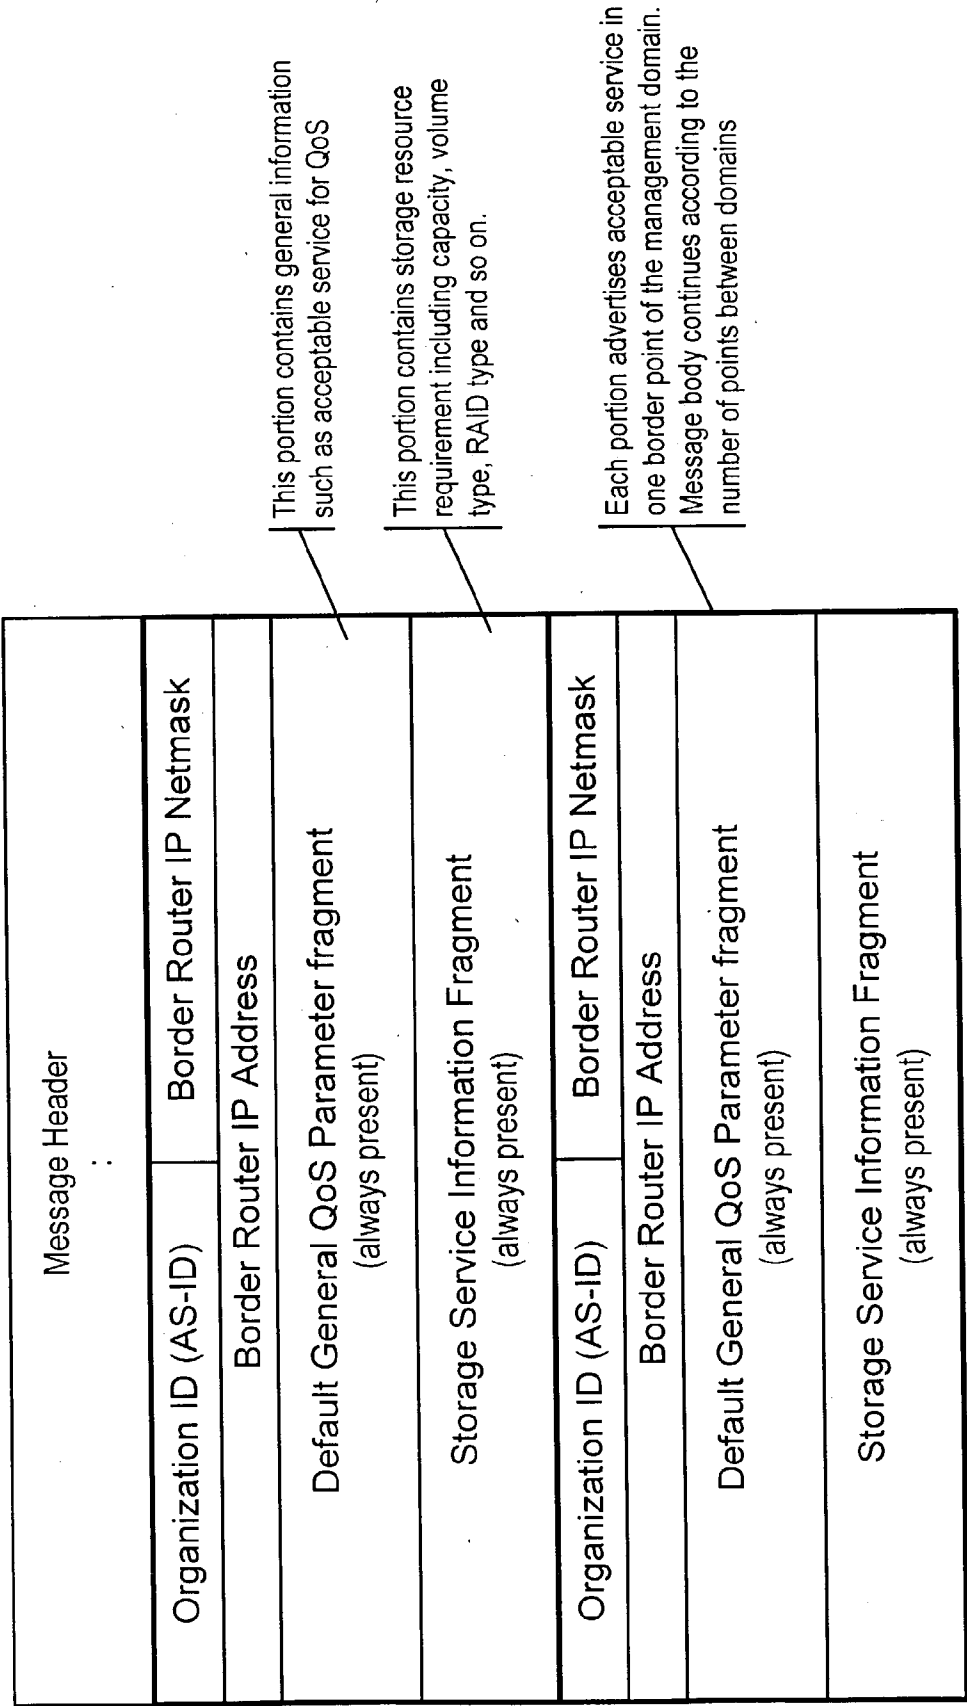 Message Header
:
Organization ID (AS-ID)
Border Router IP Netmask
Border Router IP Address
Default General QoS Parameter fragment
(always present)
Storage Service Information Fragment
(always present)
Organization ID (AS-ID)
Border Router IP Netmask
Border Router IP Address
Default General QoS Parameter fragment
(always present)
Storage Service Information Fragment
(always present)
This portion contains general information
such as acceptable service for QoS
This portion contains storage resource
requirement including capacity, volume
type, RAID type and so on.
Each portion advertises acceptable service in
one border point of the management domain.
Message body continues according to the
number of points between domains